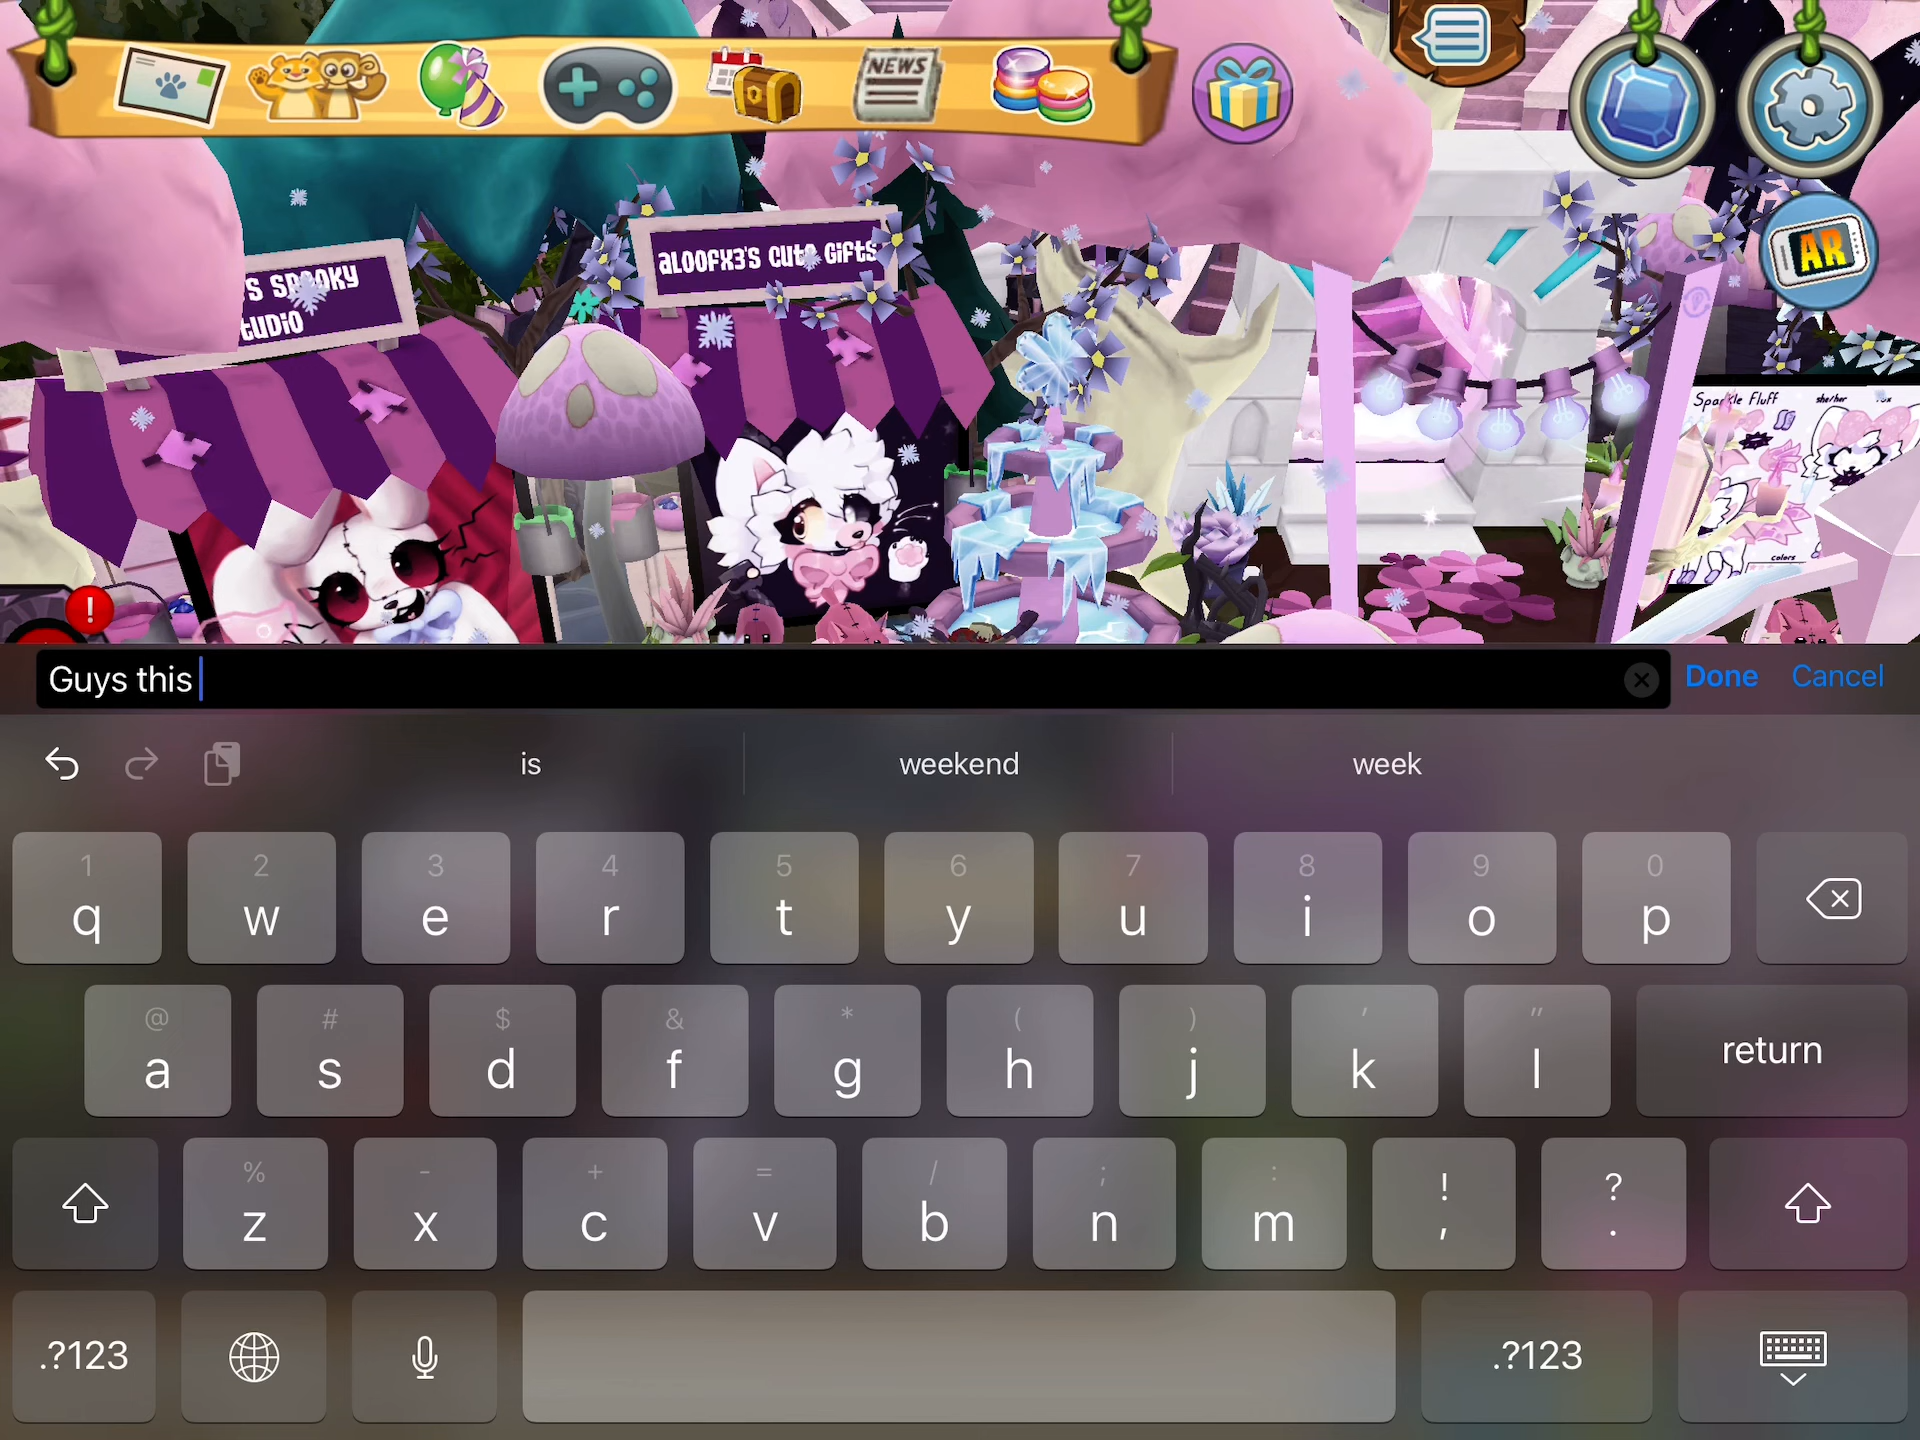 NEWS
AR
'S SPOOKY
STUDIO
ALOOFX3'S CUTE GIFTS
Sparkle Fluff she/her
colors
Guys this
Done
Cancel
is
weekend
week
1 2 3 4 5 6 7 8 9 0
q w e r t y u i o p
@ # $ & * ( ) ' "
a s d f g h j k l return
% - + = / ; : ! ?
z x c v b n m , .
.?123
.?123